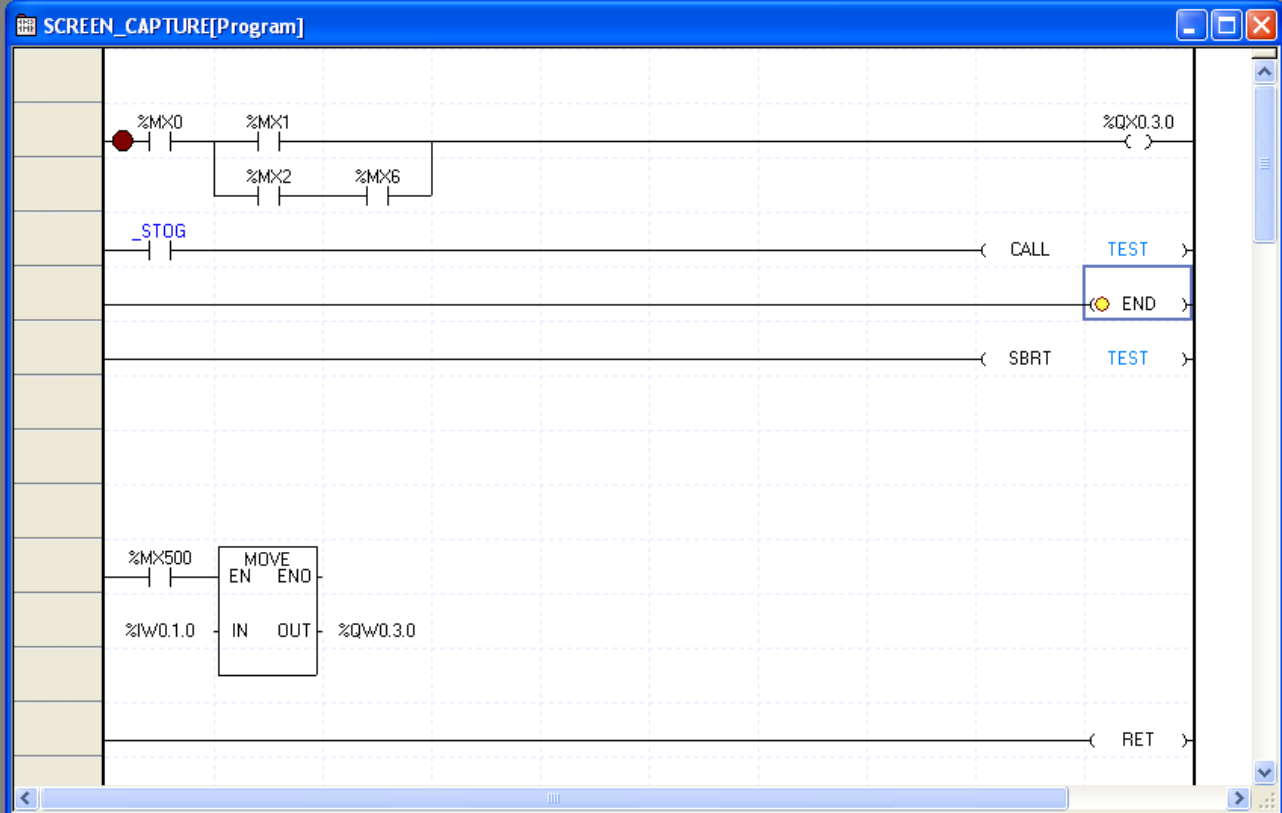 SCREEN_CAPTURE[Program]
%MX0 %MX1 %QX0.3.0
%MX2 %MX6
_STOG
CALL TEST
END
SBRT TEST
%MX500 MOVE
EN ENO
%IW0.1.0 IN OUT %QW0.3.0
RET